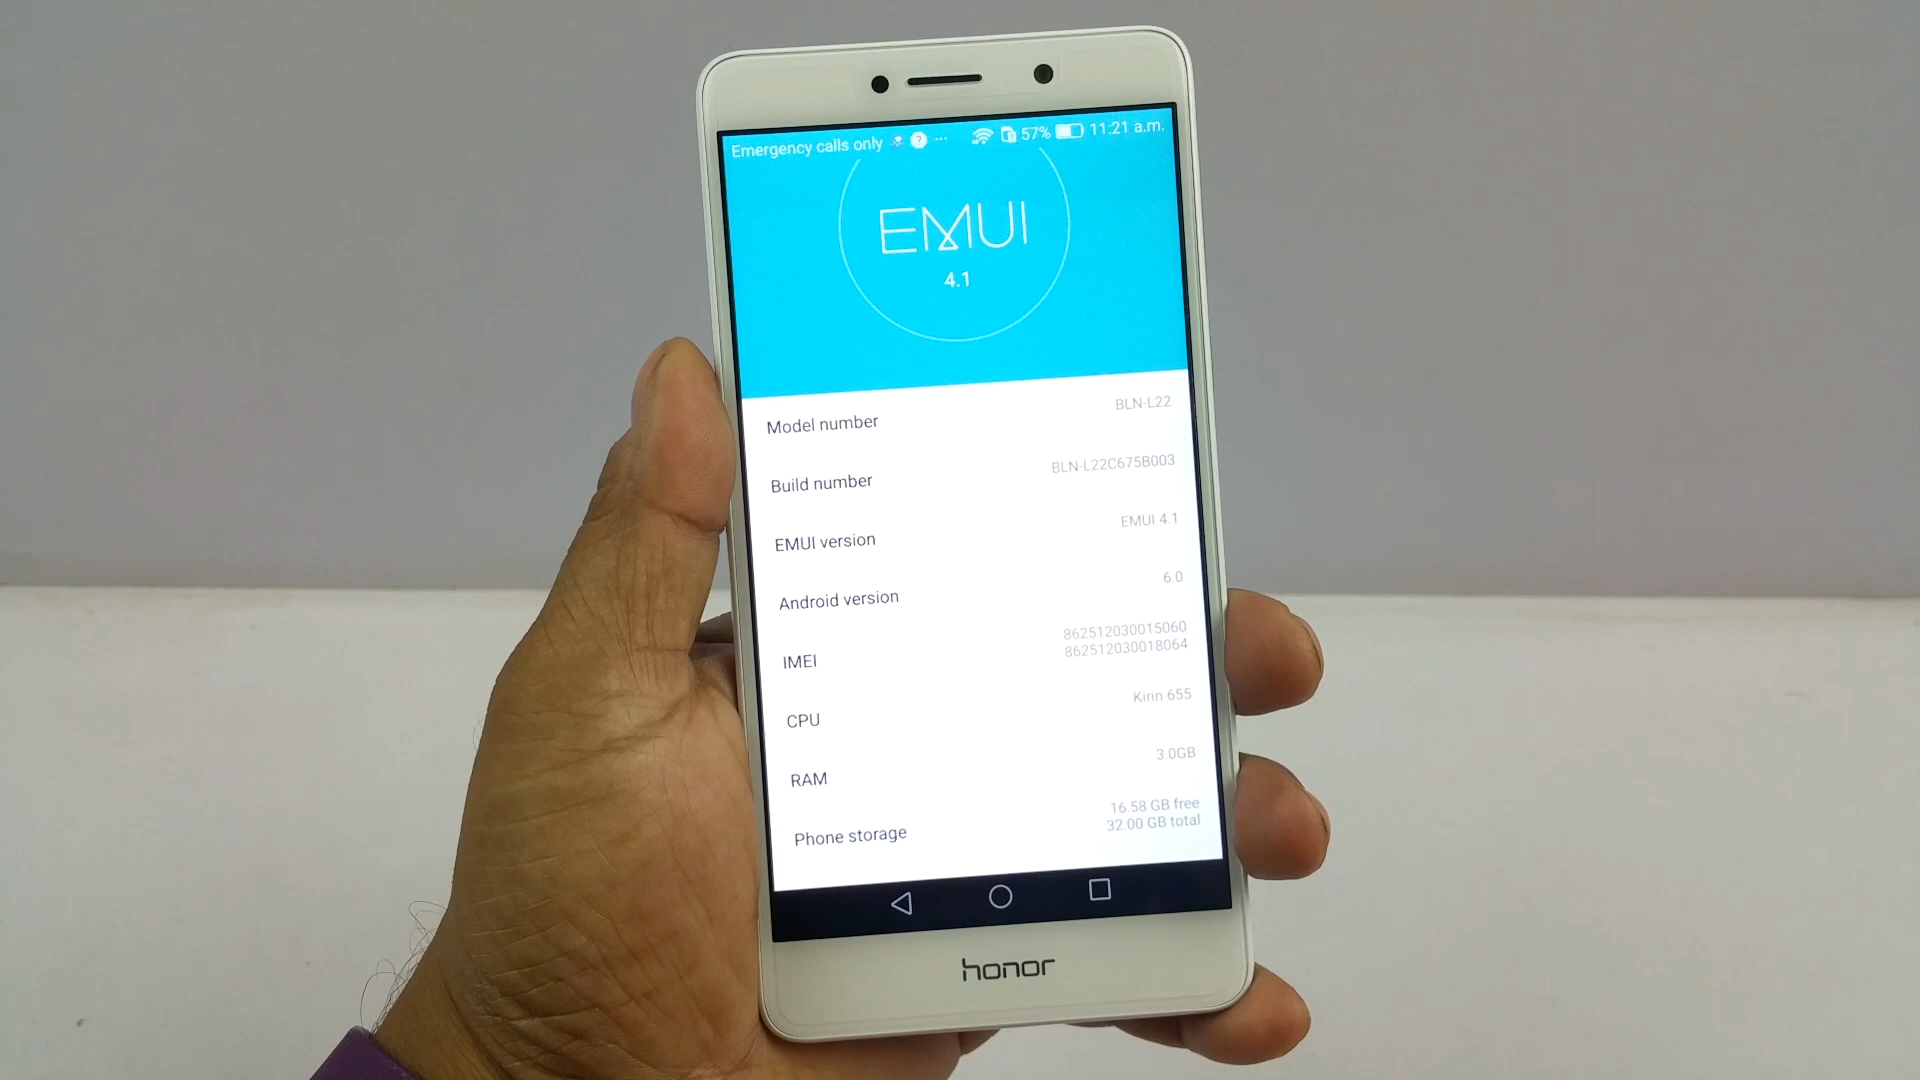 Emergency calls only ? ... 57% 11:21 a.m.
EMUI
4.1
Model number BLN-L22
Build number BLN-L22C675B003
EMUI version EMUI 4.1
Android version 6.0
IMEI 862512030015060
862512030018064
CPU Kirin 655
RAM 3.0GB
Phone storage 16.58 GB free
32.00 GB total
honor